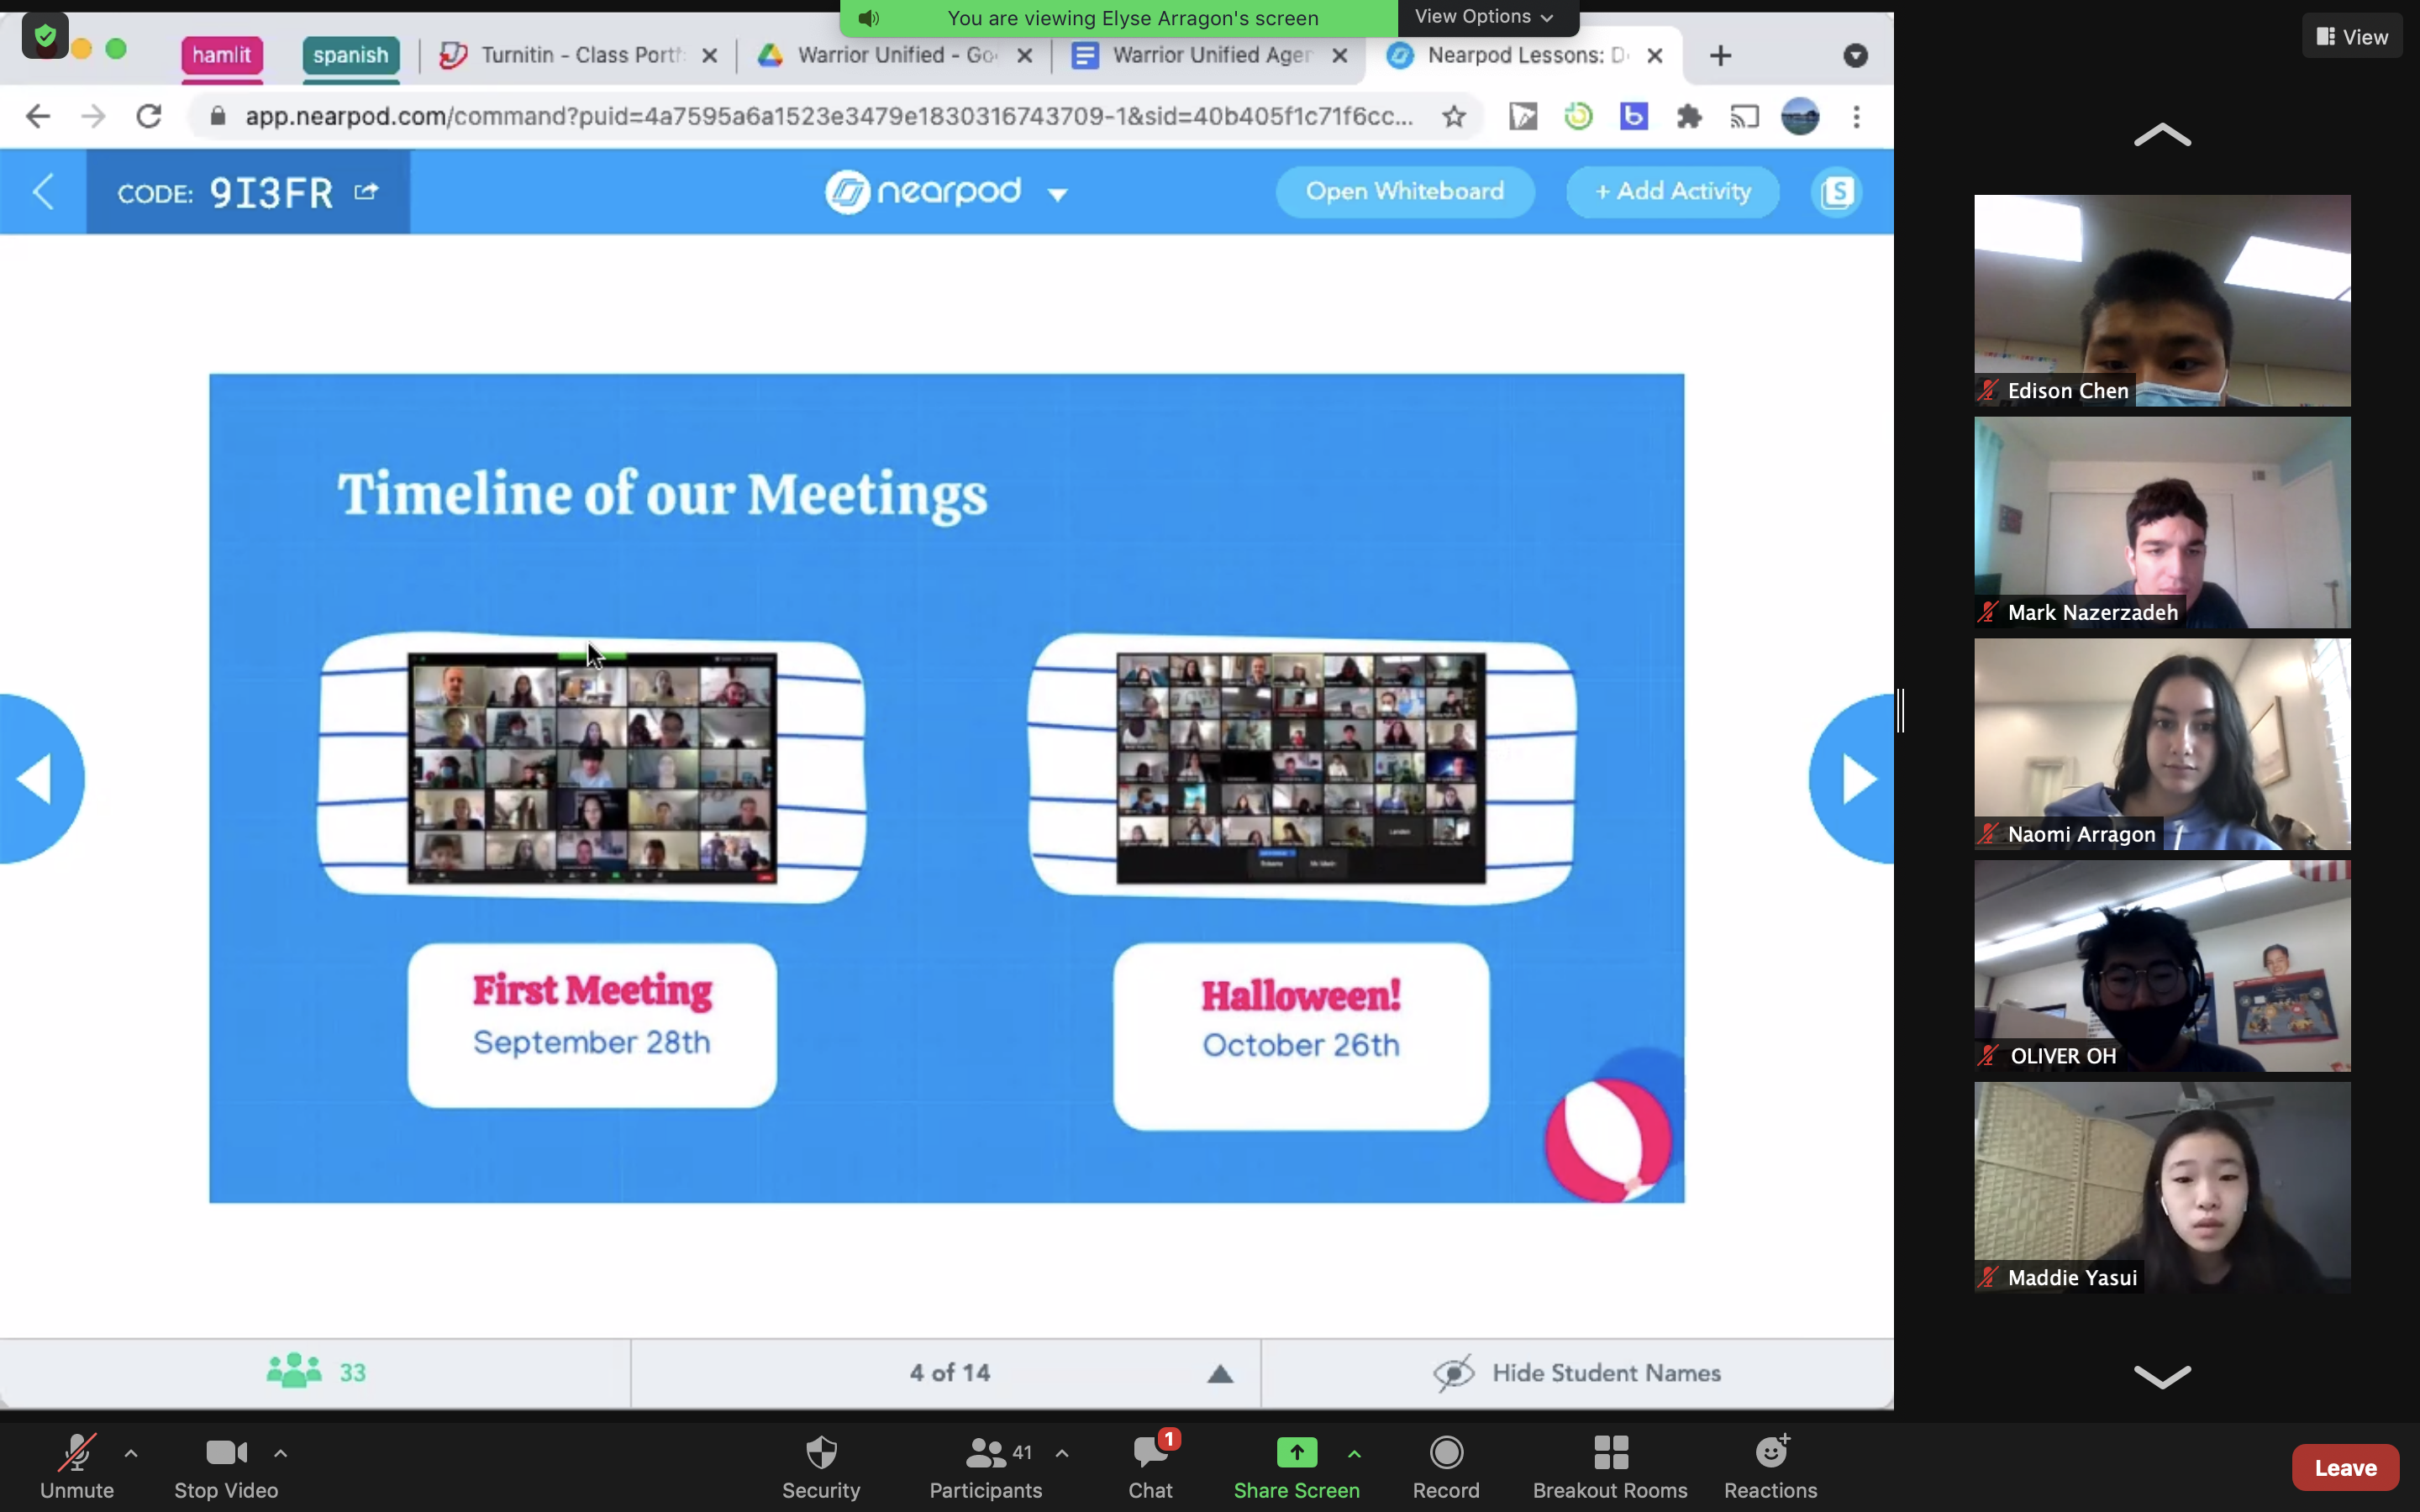 You are viewing Elyse Arragon's screen
View Options
View
hamlit
spanish
Turnitin - Class Portf
Warrior Unified - Go
Warrior Unified Agen
Nearpod Lessons: D
app.nearpod.com/command?puid=4a7595a6a1523e3479e1830316743709-1&sid=40b405f1c71f6cc...
CODE: 9I3FR
nearpod
Open Whiteboard
+ Add Activity
S
Timeline of our Meetings
First Meeting
September 28th
Halloween!
October 26th
Edison Chen
Mark Nazerzadeh
Naomi Arragon
OLIVER OH
Maddie Yasui
33
4 of 14
Hide Student Names
Unmute
Stop Video
Security
41
Participants
1
Chat
Share Screen
Record
Breakout Rooms
Reactions
Leave